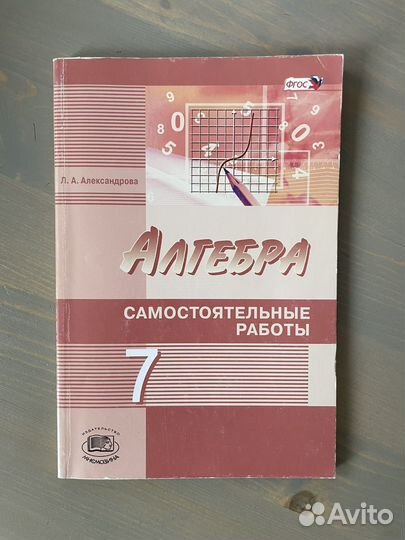 ФГОС
Л. А. Александрова
АЛГЕБРА
САМОСТОЯТЕЛЬНЫЕ
РАБОТЫ
7
ИЗДАТЕЛЬСТВО
МНЕМОЗИНА
Avito